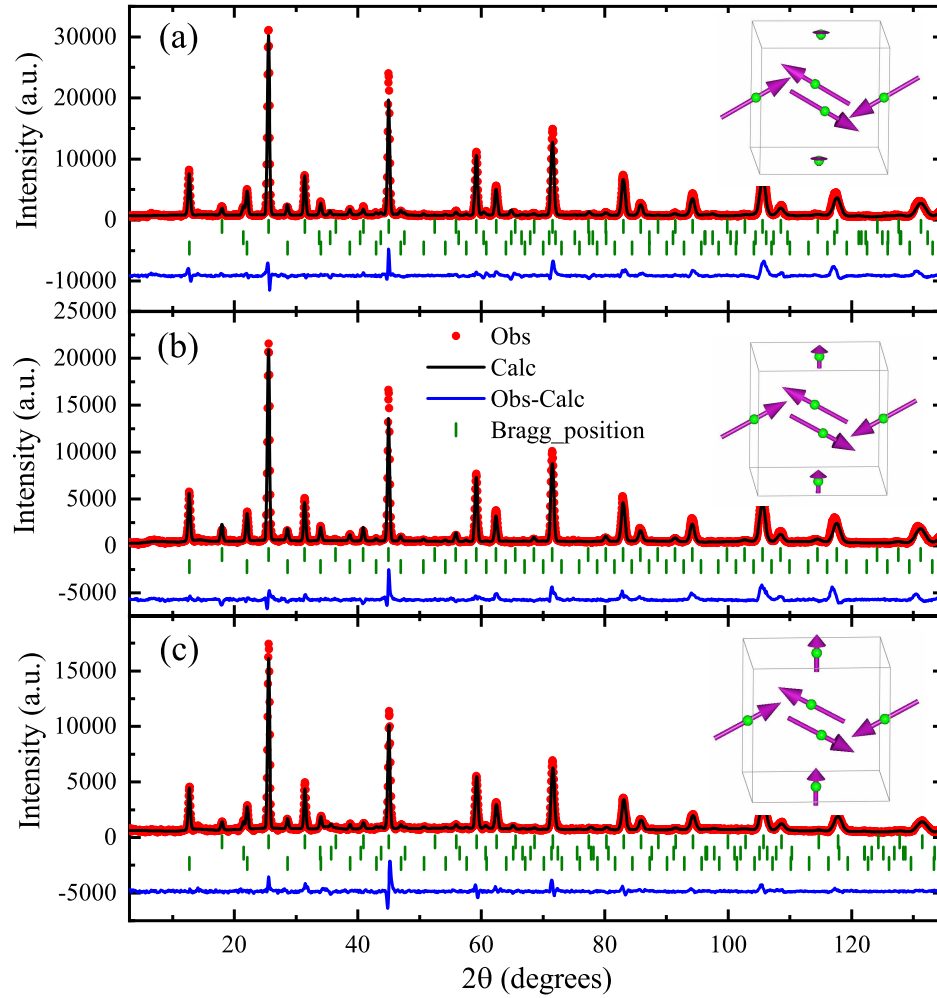 (a)
Intensity (a.u.)
30000
20000
10000
0
-10000
(b)
Intensity (a.u.)
25000
20000
15000
10000
5000
0
-5000
Obs
Calc
Obs-Calc
Bragg_position
(c)
Intensity (a.u.)
15000
10000
5000
0
-5000
20 40 60 80 100 120
2θ (degrees)